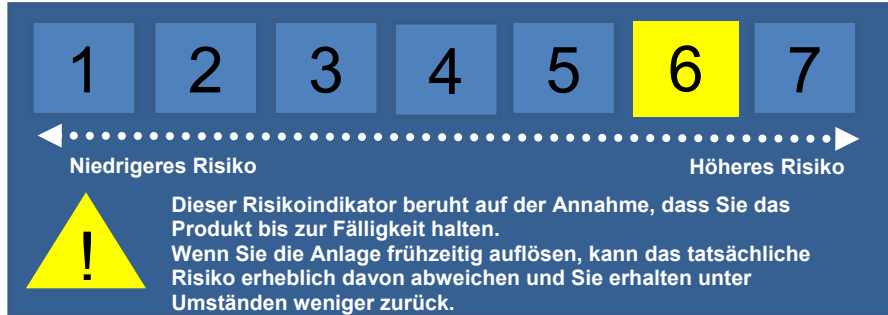 1 2 3 4 5 6 7
Niedrigeres Risiko Höheres Risiko
Dieser Risikoindikator beruht auf der Annahme, dass Sie das
Produkt bis zur Fälligkeit halten.
Wenn Sie die Anlage frühzeitig auflösen, kann das tatsächliche
Risiko erheblich davon abweichen und Sie erhalten unter
Umständen weniger zurück.
!